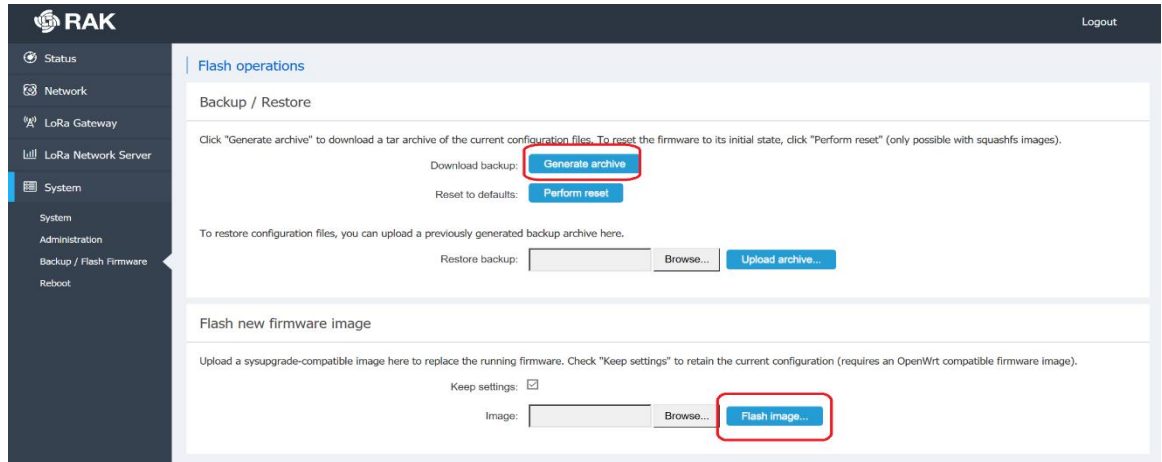 RAK
Logout
Status
Network
LoRa Gateway
LoRa Network Server
System
System
Administration
Backup / Flash Firmware
Reboot
Flash operations
Backup / Restore
Click "Generate archive" to download a tar archive of the current configuration files. To reset the firmware to its initial state, click "Perform reset" (only possible with squashfs images).
Download backup: Generate archive
Reset to defaults: Perform reset
To restore configuration files, you can upload a previously generated backup archive here.
Restore backup: Browse... Upload archive...
Flash new firmware image
Upload a sysupgrade-compatible image here to replace the running firmware. Check "Keep settings" to retain the current configuration (requires an OpenWrt compatible firmware image).
Keep settings:
Image: Browse... Flash image...